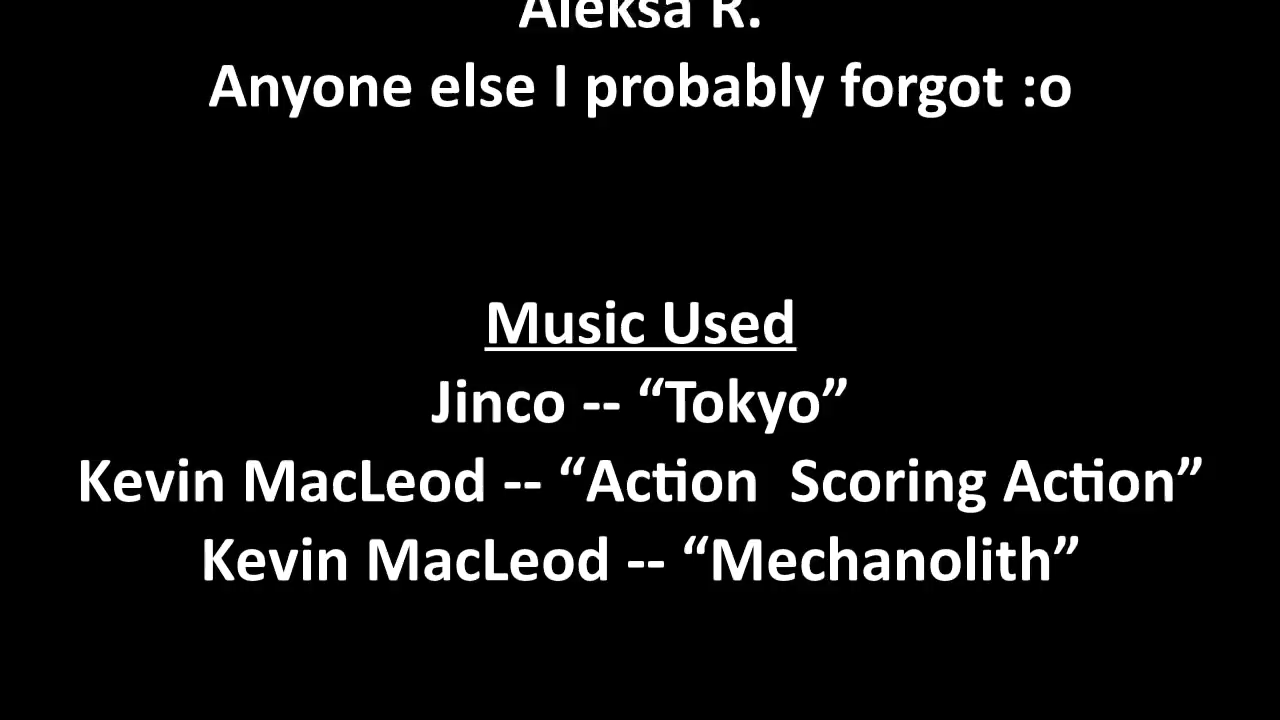 Aleksa R.
Anyone else I probably forgot :o
Music Used
Jinco -- “Tokyo”
Kevin MacLeod -- “Action  Scoring Action”
Kevin MacLeod -- “Mechanolith”